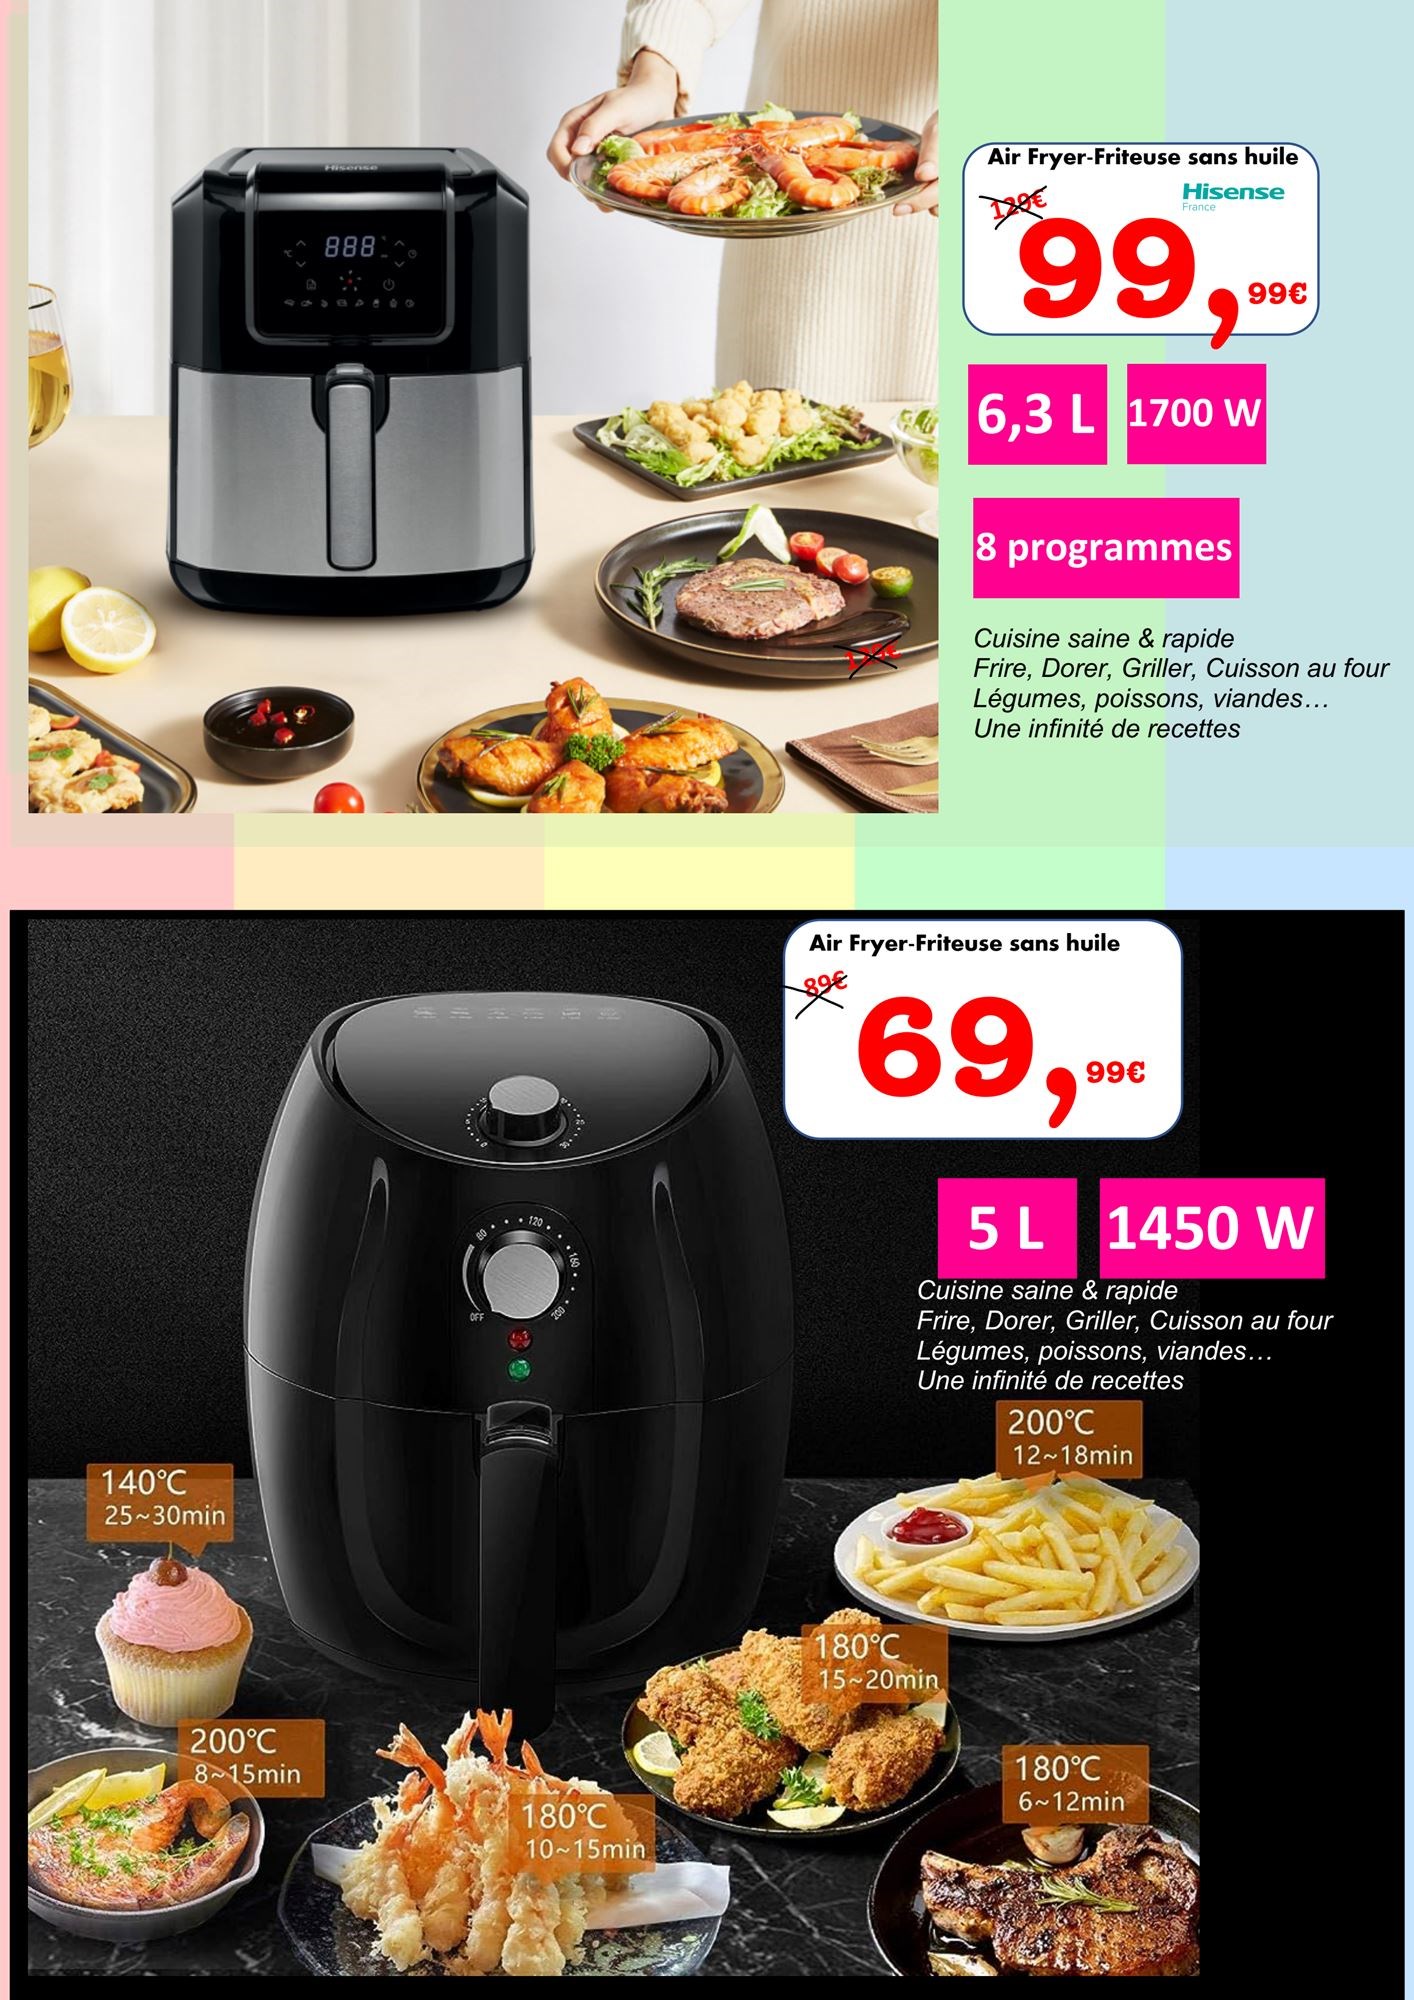 Hisense
888
Air Fryer-Friteuse sans huile
129€
Hisense
France
99,99€
6,3 L
1700 W
8 programmes
Cuisine saine & rapide
Frire, Dorer, Griller, Cuisson au four
Légumes, poissons, viandes…
Une infinité de recettes
Air Fryer-Friteuse sans huile
89€
69,99€
5 L
1450 W
Cuisine saine & rapide
Frire, Dorer, Griller, Cuisson au four
Légumes, poissons, viandes…
Une infinité de recettes
OFF
80
120
160
200
200℃
12~18min
140℃
25~30min
180℃
15~20min
200℃
8~15min
180℃
6~12min
180℃
10~15min